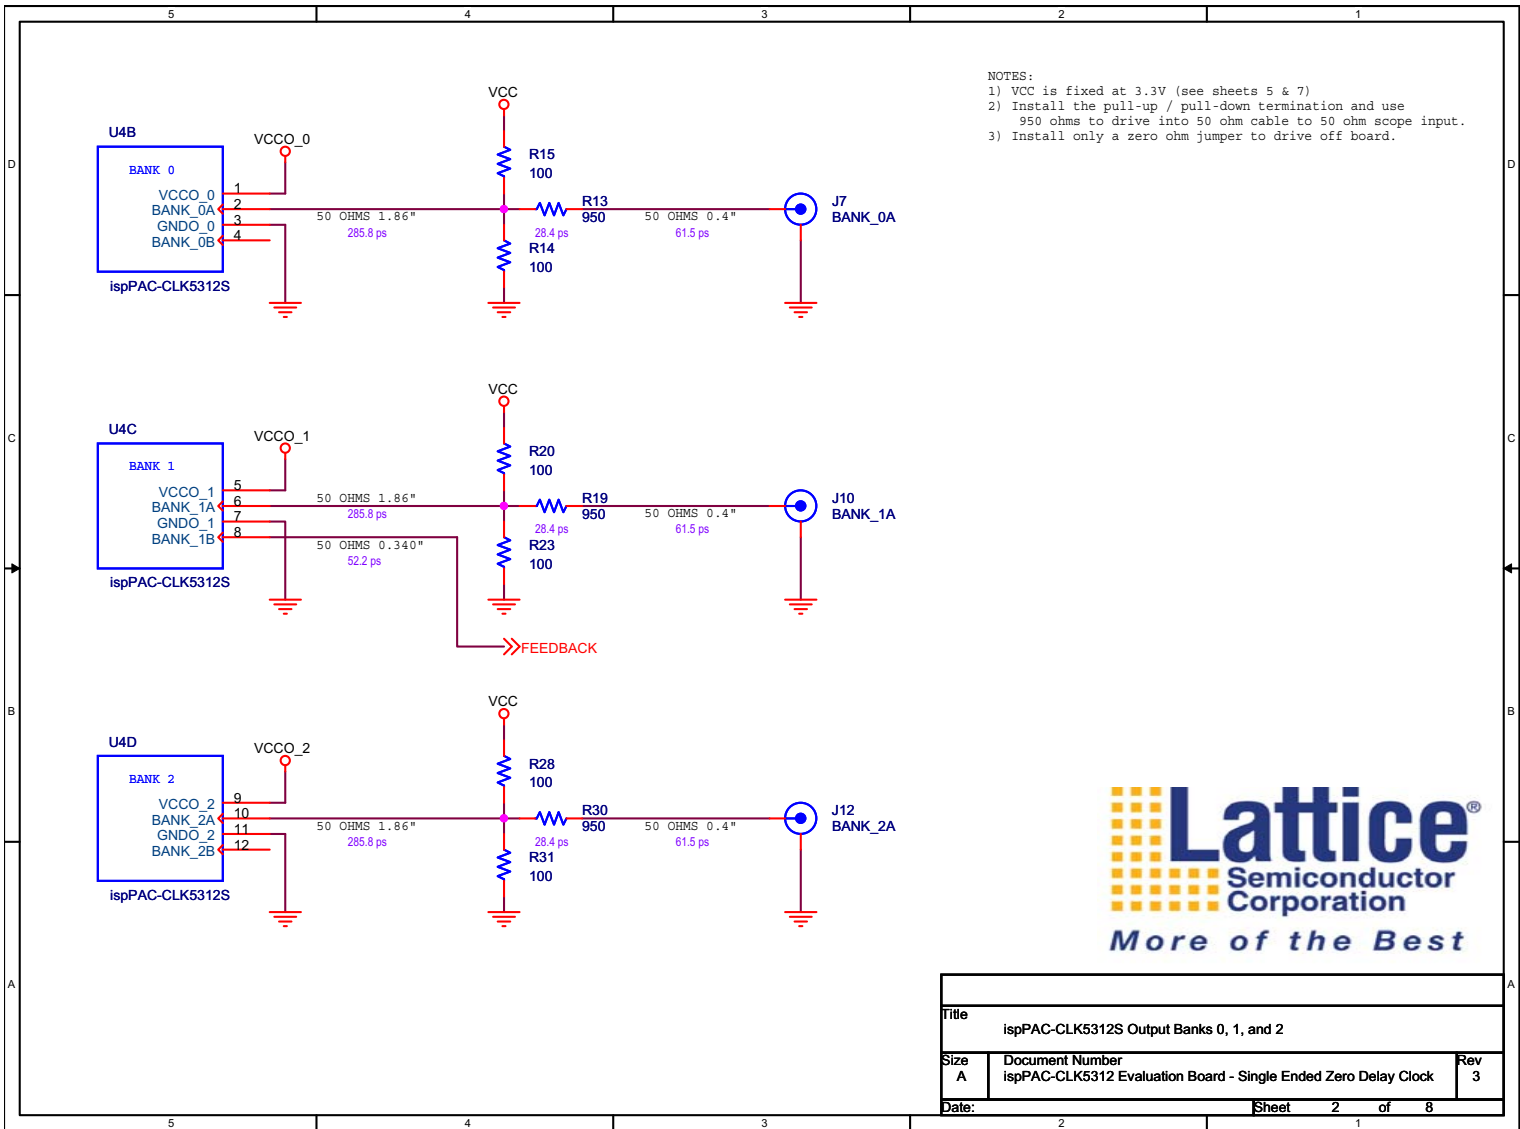 5 4 3 2 1
NOTES:
1) VCC is fixed at 3.3V (see sheets 5 & 7)
2) Install the pull-up / pull-down termination and use
950 ohms to drive into 50 ohm cable to 50 ohm scope input.
3) Install only a zero ohm jumper to drive off board.
D
D
U4B
VCCO_0
VCC
BANK 0
VCCO_0 1
BANK_0A 2
GNDO_0 3
BANK_0B 4
ispPAC-CLK5312S
50 OHMS 1.86"
285.8 ps
R15
100
R13
950
28.4 ps
R14
100
50 OHMS 0.4"
61.5 ps
J7
BANK_0A
C
C
U4C
VCCO_1
VCC
BANK 1
VCCO_1 5
BANK_1A 6
GNDO_1 7
BANK_1B 8
ispPAC-CLK5312S
50 OHMS 1.86"
285.8 ps
50 OHMS 0.340"
52.2 ps
R20
100
R19
950
28.4 ps
R23
100
50 OHMS 0.4"
61.5 ps
J10
BANK_1A
FEEDBACK
B
B
U4D
VCCO_2
VCC
BANK 2
VCCO_2 9
BANK_2A 10
GNDO_2 11
BANK_2B 12
ispPAC-CLK5312S
50 OHMS 1.86"
285.8 ps
R28
100
R30
950
28.4 ps
R31
100
50 OHMS 0.4"
61.5 ps
J12
BANK_2A
Lattice®
Semiconductor
Corporation
More of the Best
A
A
Title
ispPAC-CLK5312S Output Banks 0, 1, and 2
Size Document Number Rev
A ispPAC-CLK5312 Evaluation Board - Single Ended Zero Delay Clock 3
Date: Sheet 2 of 8
5 4 3 2 1